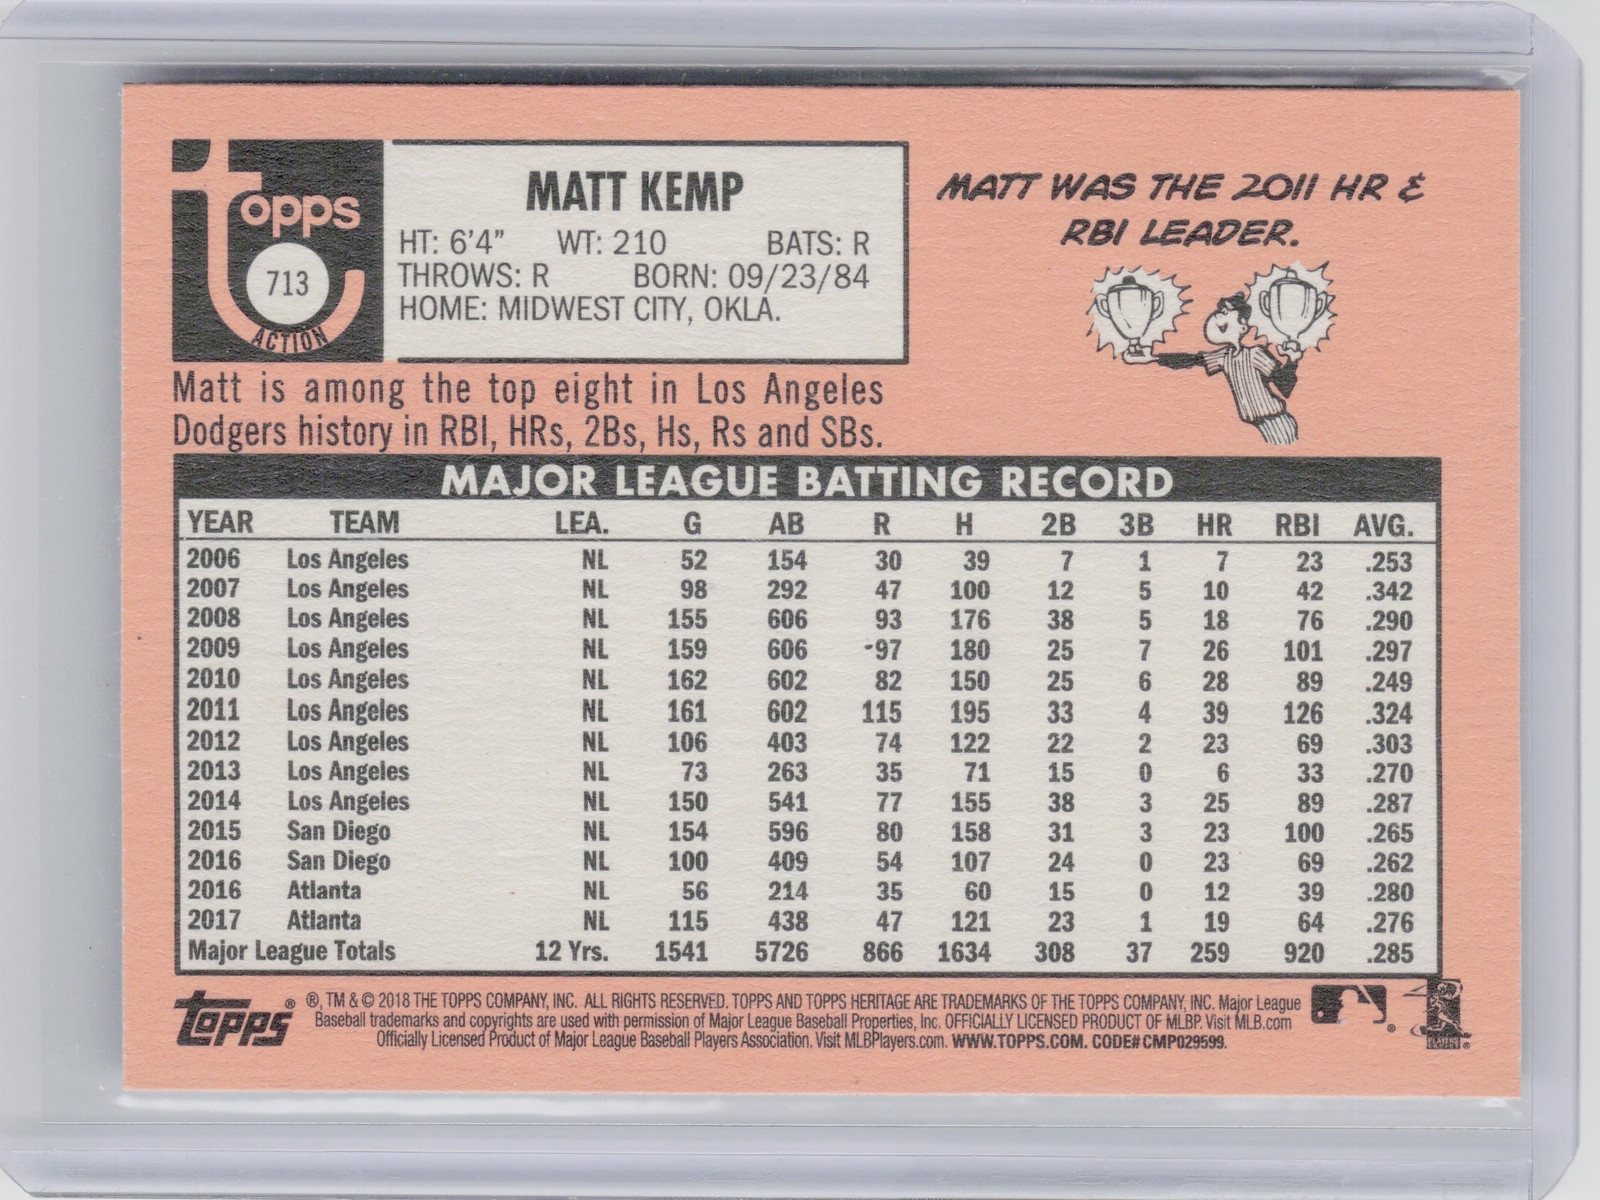 topps
713
ACTION
MATT KEMP
HT: 6'4" WT: 210 BATS: R
THROWS: R BORN: 09/23/84
HOME: MIDWEST CITY, OKLA.
MATT WAS THE 2011 HR &
RBI LEADER.
Matt is among the top eight in Los Angeles
Dodgers history in RBI, HRs, 2Bs, Hs, Rs and SBs.
MAJOR LEAGUE BATTING RECORD
YEAR TEAM LEA. G AB R H 2B 3B HR RBI AVG.
2006 Los Angeles NL 52 154 30 39 7 1 7 23 .253
2007 Los Angeles NL 98 292 47 100 12 5 10 42 .342
2008 Los Angeles NL 155 606 93 176 38 5 18 76 .290
2009 Los Angeles NL 159 606 97 180 25 7 26 101 .297
2010 Los Angeles NL 162 602 82 150 25 6 28 89 .249
2011 Los Angeles NL 161 602 115 195 33 4 39 126 .324
2012 Los Angeles NL 106 403 74 122 22 2 23 69 .303
2013 Los Angeles NL 73 263 35 71 15 0 6 33 .270
2014 Los Angeles NL 150 541 77 155 38 3 25 89 .287
2015 San Diego NL 154 596 80 158 31 3 23 100 .265
2016 San Diego NL 100 409 54 107 24 0 23 69 .262
2016 Atlanta NL 56 214 35 60 15 0 12 39 .280
2017 Atlanta NL 115 438 47 121 23 1 19 64 .276
Major League Totals 12 Yrs. 1541 5726 866 1634 308 37 259 920 .285
topps® ®, TM & © 2018 THE TOPPS COMPANY, INC. ALL RIGHTS RESERVED. TOPPS AND TOPPS HERITAGE ARE TRADEMARKS OF THE TOPPS COMPANY, INC. Major League
Baseball trademarks and copyrights are used with permission of Major League Baseball Properties, Inc. OFFICIALLY LICENSED PRODUCT OF MLBP. Visit MLB.com
Officially Licensed Product of Major League Baseball Players Association. Visit MLBPlayers.com. WWW.TOPPS.COM. CODE#CMP029599.